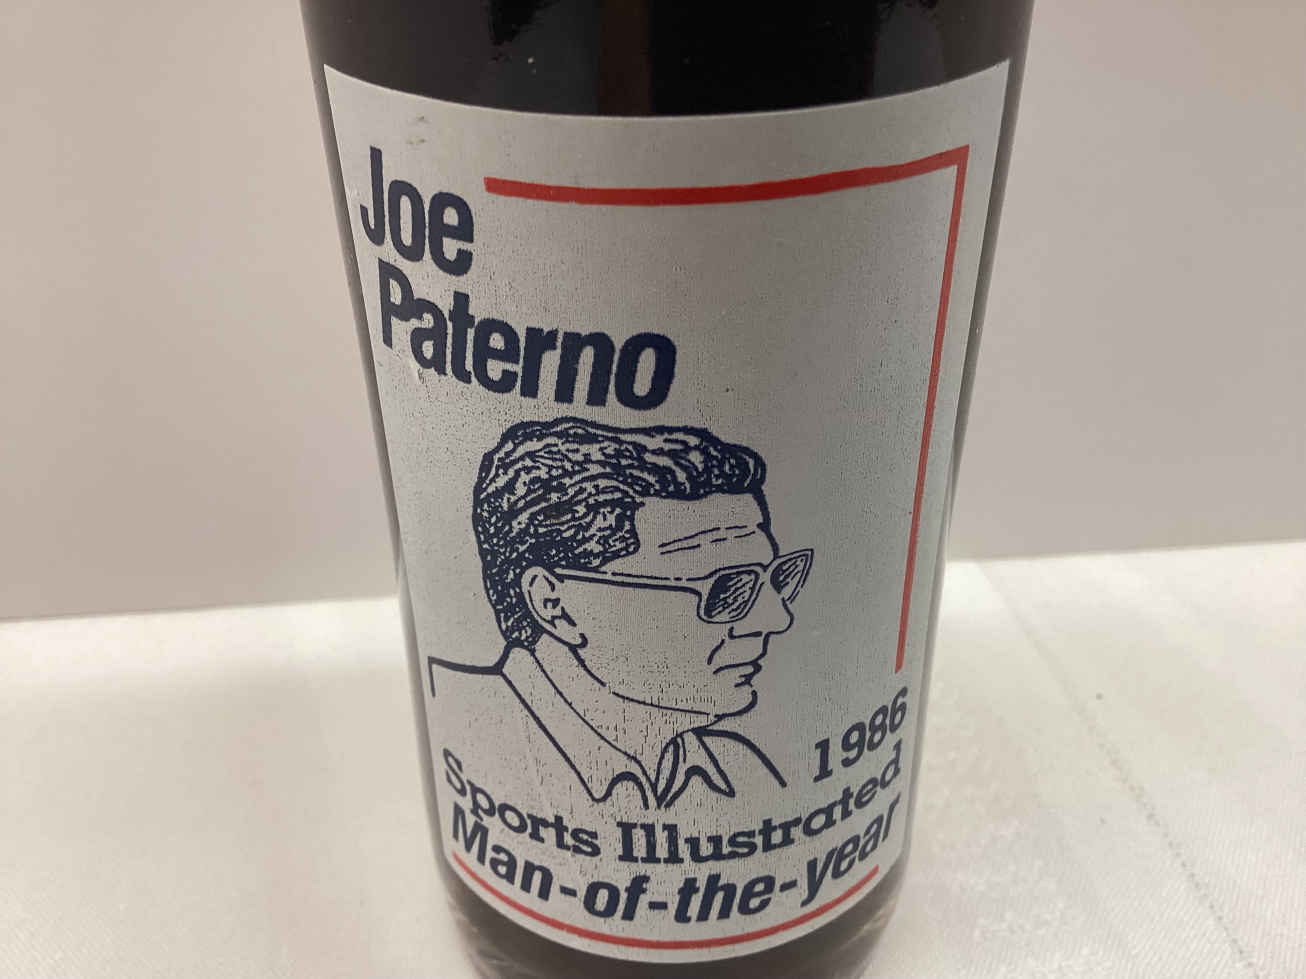 Joe
Paterno
1986
Sports Illustrated
Man-of-the-year